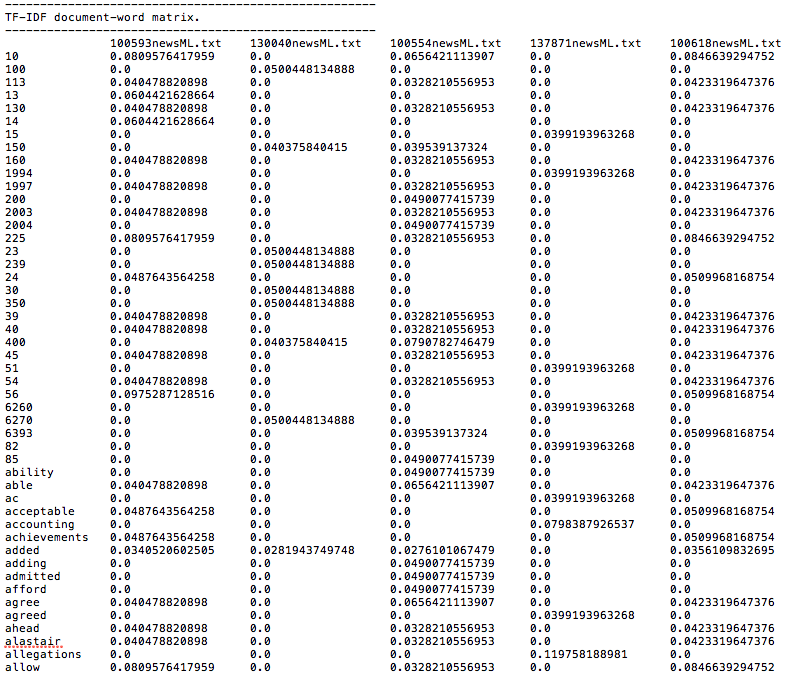 -----------------------------------------------------
TF-IDF document-word matrix.
-----------------------------------------------------
100593newsML.txt 130040newsML.txt 100554newsML.txt 137871newsML.txt 100618newsML.txt
10 0.0809576417959 0.0 0.0656421113907 0.0 0.0846639294752
100 0.0 0.0500448134888 0.0 0.0 0.0
113 0.040478820898 0.0 0.0328210556953 0.0 0.0423319647376
13 0.0604421628664 0.0 0.0 0.0 0.0
130 0.040478820898 0.0 0.0328210556953 0.0 0.0423319647376
14 0.0604421628664 0.0 0.0 0.0 0.0
15 0.0 0.0 0.0 0.0399193963268 0.0
150 0.0 0.040375840415 0.039539137324 0.0 0.0
160 0.040478820898 0.0 0.0328210556953 0.0 0.0423319647376
1994 0.0 0.0 0.0 0.0399193963268 0.0
1997 0.040478820898 0.0 0.0328210556953 0.0 0.0423319647376
200 0.0 0.0 0.0490077415739 0.0 0.0
2003 0.040478820898 0.0 0.0328210556953 0.0 0.0423319647376
2004 0.0 0.0 0.0490077415739 0.0 0.0
225 0.0809576417959 0.0 0.0328210556953 0.0 0.0846639294752
23 0.0 0.0500448134888 0.0 0.0 0.0
239 0.0 0.0500448134888 0.0 0.0 0.0
24 0.0487643564258 0.0 0.0 0.0 0.0509968168754
30 0.0 0.0500448134888 0.0 0.0 0.0
350 0.0 0.0500448134888 0.0 0.0 0.0
39 0.040478820898 0.0 0.0328210556953 0.0 0.0423319647376
40 0.040478820898 0.0 0.0328210556953 0.0 0.0423319647376
400 0.0 0.040375840415 0.0790782746479 0.0 0.0
45 0.040478820898 0.0 0.0328210556953 0.0 0.0423319647376
51 0.0 0.0 0.0 0.0399193963268 0.0
54 0.040478820898 0.0 0.0328210556953 0.0 0.0423319647376
56 0.0975287128516 0.0 0.0 0.0 0.0509968168754
6260 0.0 0.0 0.0 0.0399193963268 0.0
6270 0.0 0.0500448134888 0.0 0.0 0.0
6393 0.0 0.0 0.039539137324 0.0 0.0509968168754
82 0.0 0.0 0.0 0.0399193963268 0.0
85 0.0 0.0 0.0490077415739 0.0 0.0
ability 0.0 0.0 0.0490077415739 0.0 0.0
able 0.040478820898 0.0 0.0656421113907 0.0 0.0423319647376
ac 0.0 0.0 0.0 0.0399193963268 0.0
acceptable 0.0487643564258 0.0 0.0 0.0 0.0509968168754
accounting 0.0 0.0 0.0 0.0798387926537 0.0
achievements 0.0487643564258 0.0 0.0 0.0 0.0509968168754
added 0.0340520602505 0.0281943749748 0.0276101067479 0.0 0.0356109832695
adding 0.0 0.0 0.0490077415739 0.0 0.0
admitted 0.0 0.0 0.0490077415739 0.0 0.0
afford 0.0 0.0 0.0490077415739 0.0 0.0
agree 0.040478820898 0.0 0.0656421113907 0.0 0.0423319647376
agreed 0.0 0.0 0.0 0.0399193963268 0.0
ahead 0.040478820898 0.0 0.0328210556953 0.0 0.0423319647376
alastair 0.040478820898 0.0 0.0328210556953 0.0 0.0423319647376
allegations 0.0 0.0 0.0 0.119758188981 0.0
allow 0.0809576417959 0.0 0.0328210556953 0.0 0.0846639294752